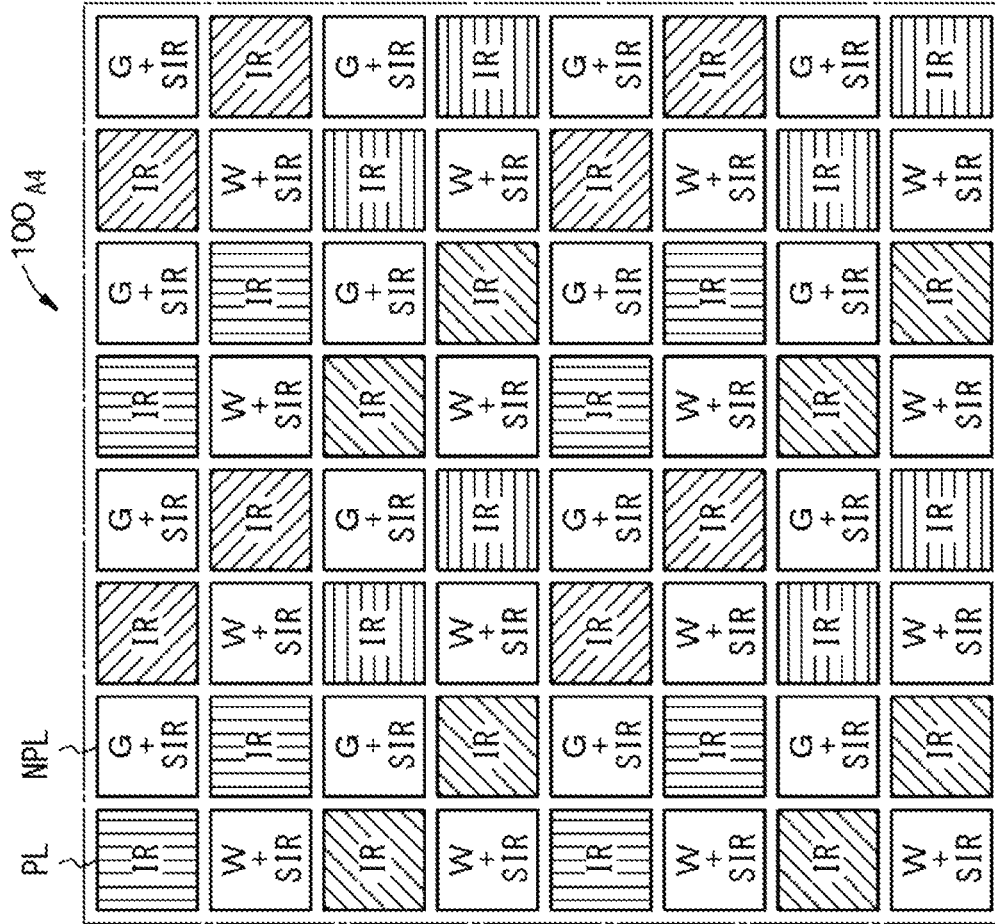 W + SIR IR W + SIR IR W + SIR IR W + SIR IR PL
IR G + SIR IR G + SIR IR G + SIR IR G + SIR NPL
W + SIR IR W + SIR IR W + SIR IR W + SIR IR
IR G + SIR IR G + SIR IR G + SIR IR G + SIR
W + SIR IR W + SIR IR W + SIR IR W + SIR IR
IR G + SIR IR G + SIR IR G + SIR IR G + SIR
100 A4
W + SIR IR W + SIR IR W + SIR IR W + SIR IR
IR G + SIR IR G + SIR IR G + SIR IR G + SIR